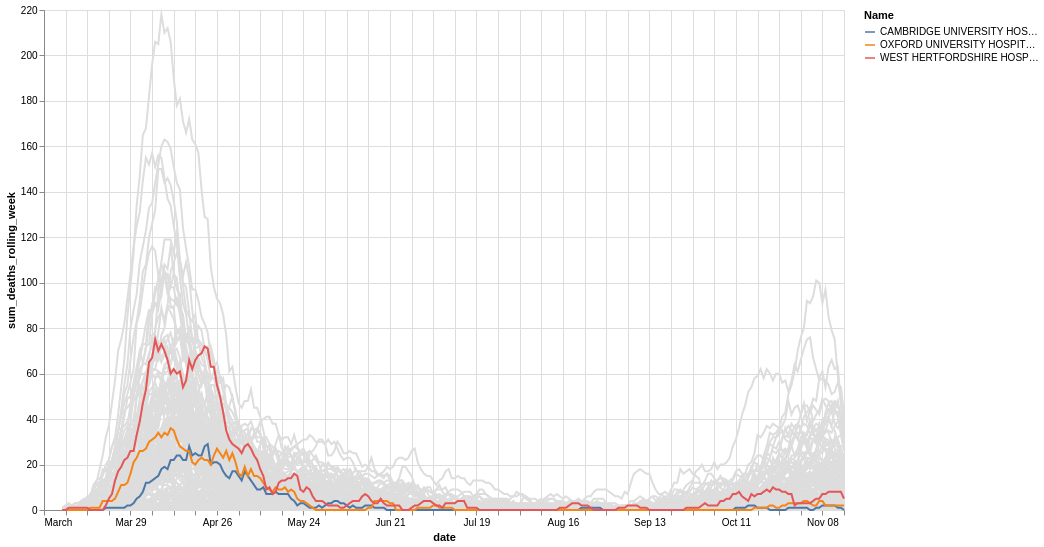 220
200
180
160
140
120
100
80
60
40
20
0
sum_deaths_rolling_week
March
Mar 29
Apr 26
May 24
Jun 21
Jul 19
Aug 16
Sep 13
Oct 11
Nov 08
date
Name
CAMBRIDGE UNIVERSITY HOS…
OXFORD UNIVERSITY HOSPIT…
WEST HERTFORDSHIRE HOSP…